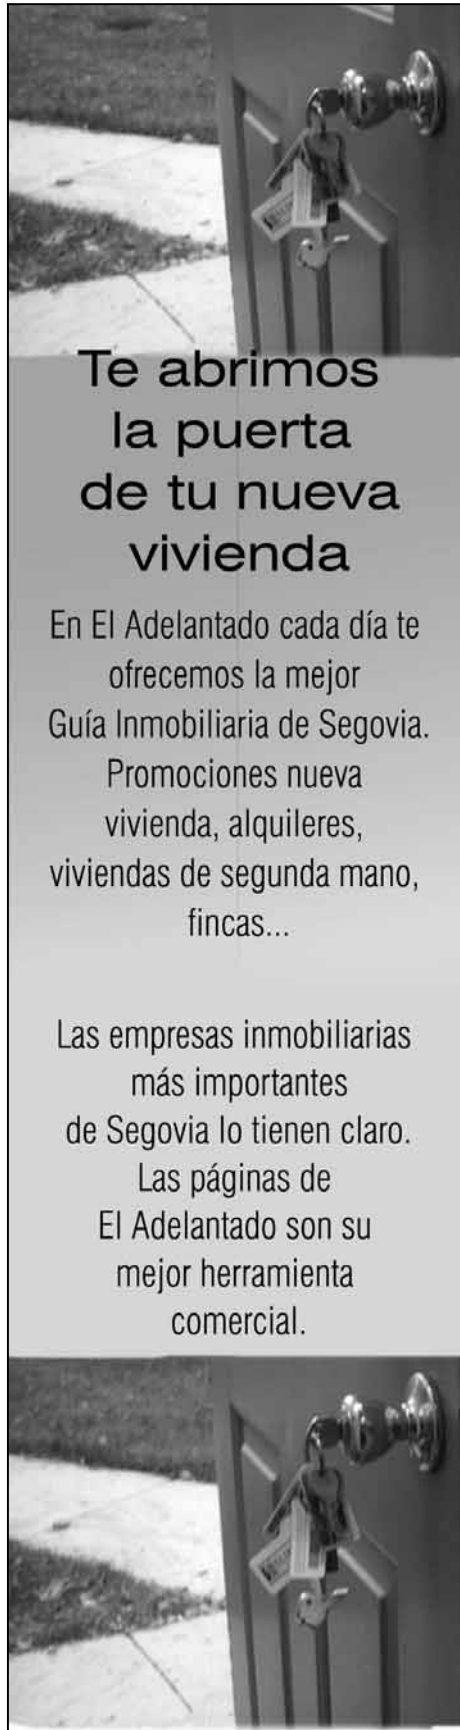 Te abrimos
la puerta
de tu nueva
vivienda
En El Adelantado cada día te
ofrecemos la mejor
Guía Inmobiliaria de Segovia.
Promociones nueva
vivienda, alquileres,
viviendas de segunda mano,
fincas...
Las empresas inmobiliarias
más importantes
de Segovia lo tienen claro.
Las páginas de
El Adelantado son su
mejor herramienta
comercial.